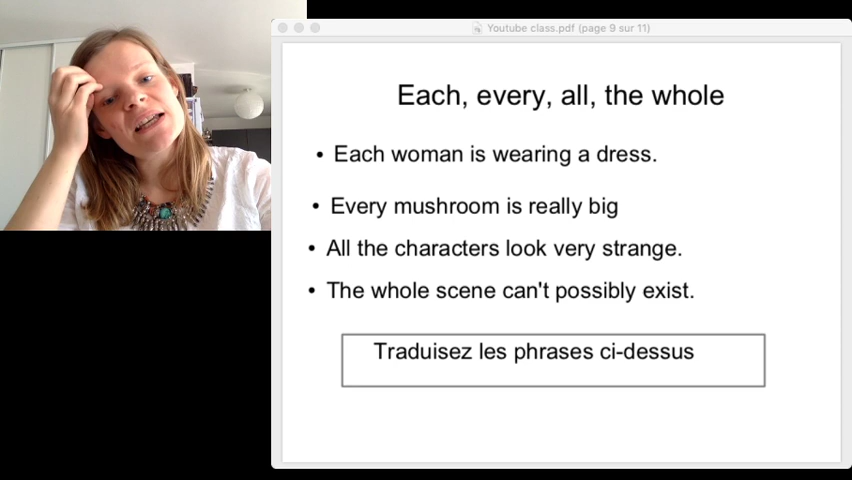 Youtube class.pdf (page 9 sur 11)
Each, every, all, the whole
• Each woman is wearing a dress.
• Every mushroom is really big
• All the characters look very strange.
• The whole scene can't possibly exist.
Traduisez les phrases ci-dessus